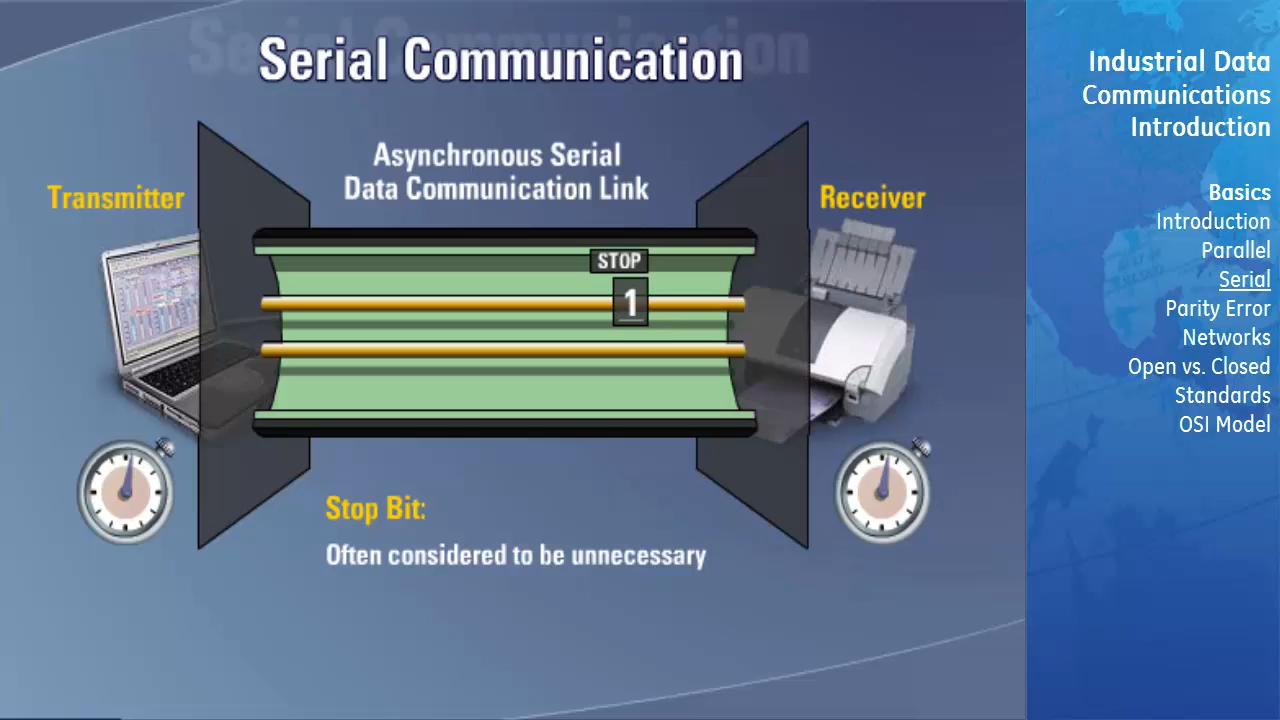 Serial Communication
Asynchronous Serial
Data Communication Link
Transmitter
Receiver
STOP
1
Stop Bit:
Often considered to be unnecessary
Industrial Data
Communications
Introduction
Basics
Introduction
Parallel
Serial
Parity Error
Networks
Open vs. Closed
Standards
OSI Model